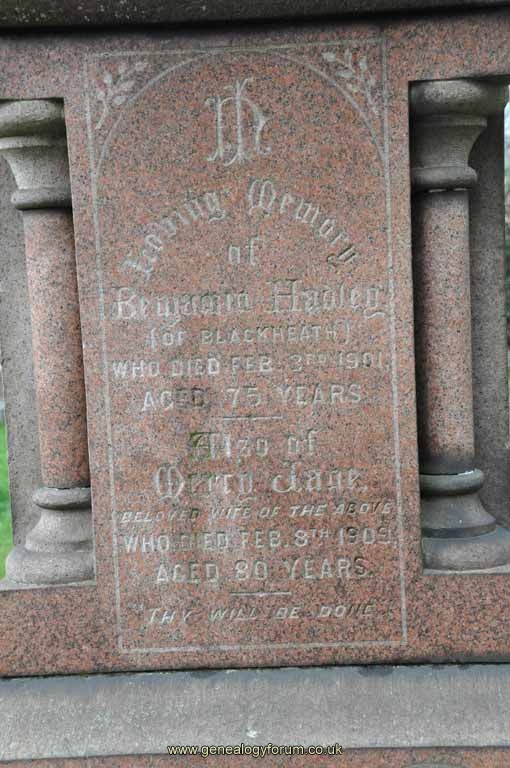 In
Loving Memory
of
Benjamin Hadley
(OF BLACKHEATH)
WHO DIED FEB. 3RD 1901.
AGED 75 YEARS.
Also of
Mercy Jane,
BELOVED WIFE OF THE ABOVE
WHO DIED FEB. 8TH 1909.
AGED 80 YEARS.
"THY WILL BE DONE"
www.genealogyforum.co.uk